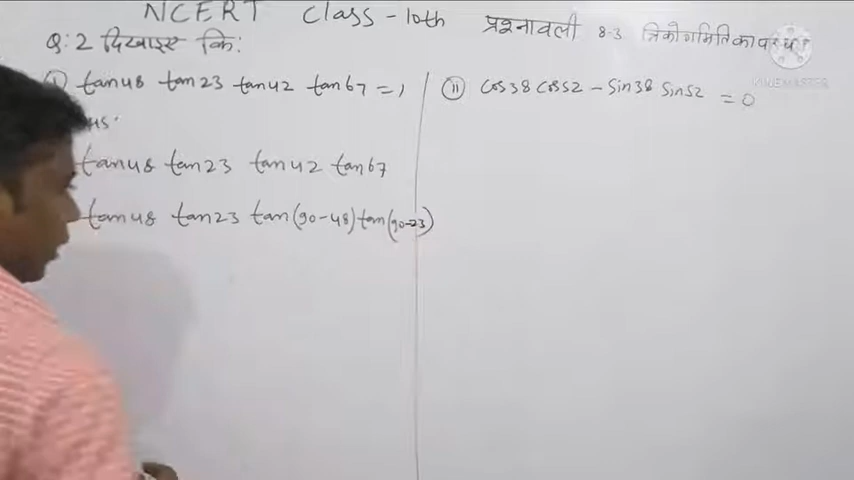 NCERT Class-10th प्रश्नावली 8.3 त्रिकोणमिति का परिचय
Q:2 दिखाइए कि:
(i) tan48 tan23 tan42 tan67 = 1
(ii) cos38 cos52 - sin38 sin52 = 0
tan48 tan23 tan42 tan67
tan48 tan23 tan(90-48) tan(90-23)
KINEMASTER